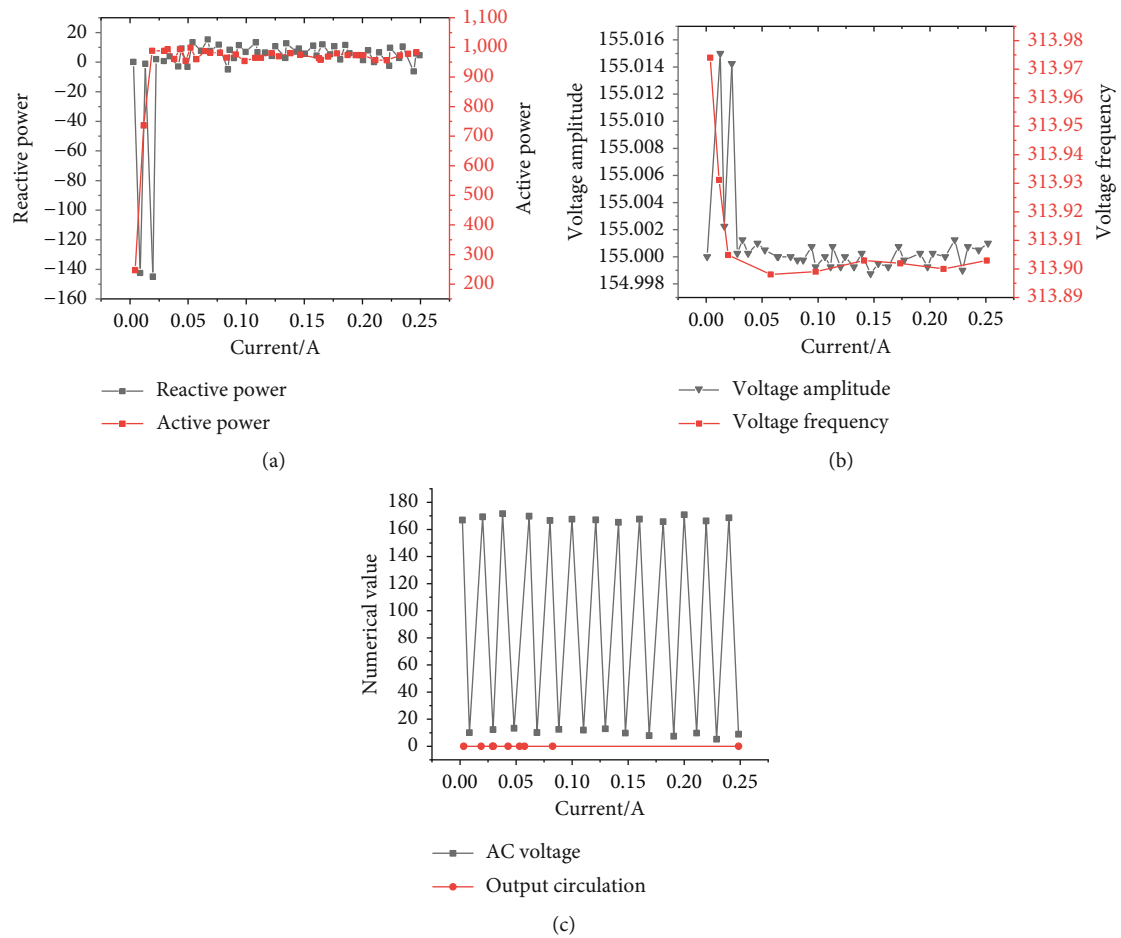 20
0
−20
−40
−60
−80
−100
−120
−140
−160
Reactive power
1,100
1,000
900
800
700
600
500
400
300
200
Active power
0.00 0.05 0.10 0.15 0.20 0.25
Current/A
Reactive power
Active power
(a)
155.016
155.014
155.010
155.008
155.006
155.004
155.002
155.000
154.998
Voltage amplitude
313.98
313.97
313.96
313.95
313.94
313.93
313.92
313.91
313.90
313.89
Voltage frequency
0.00 0.05 0.10 0.15 0.20 0.25
Current/A
Voltage amplitude
Voltage frequency
(b)
180
160
140
120
100
80
60
40
20
0
Numerical value
0.00 0.05 0.10 0.15 0.20 0.25
Current/A
AC voltage
Output circulation
(c)